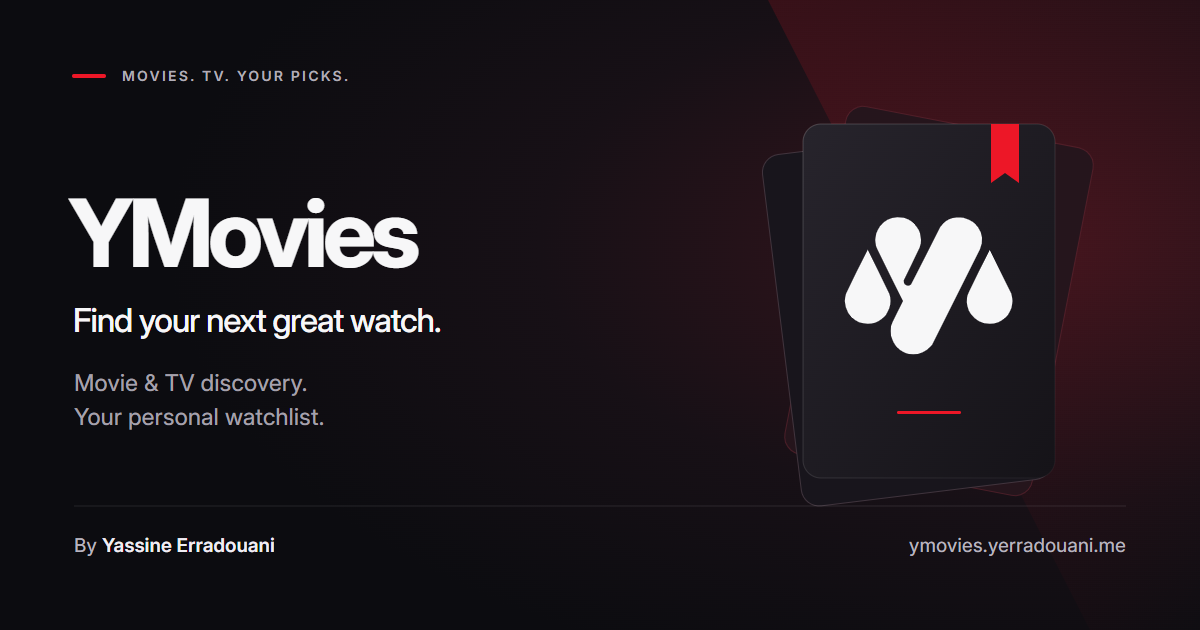 MOVIES. TV. YOUR PICKS.
YMovies
Find your next great watch.
Movie & TV discovery.
Your personal watchlist.
By Yassine Erradouani
ymovies.yerradouani.me